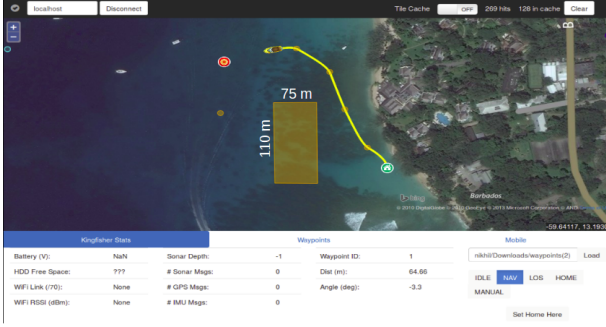 localhost Disconnect Tile Cache OFF 269 hits 128 in cache Clear
+
−
75 m
110 m
bing
Barbados
-59.64117, 13.1930
Kingfisher Stats Waypoints Mobile
Battery (V): NaN Sonar Depth: -1 Waypoint ID: 1 nikhil/Downloads/waypoints(2) Load
HDD Free Space: ??? # Sonar Msgs: 0 Dist (m): 64.66
WiFi Link (/70): None # GPS Msgs: 0 Angle (deg): -3.3 IDLE NAV LOS HOME
WiFi RSSI (dBm): None # IMU Msgs: 0 MANUAL
Set Home Here